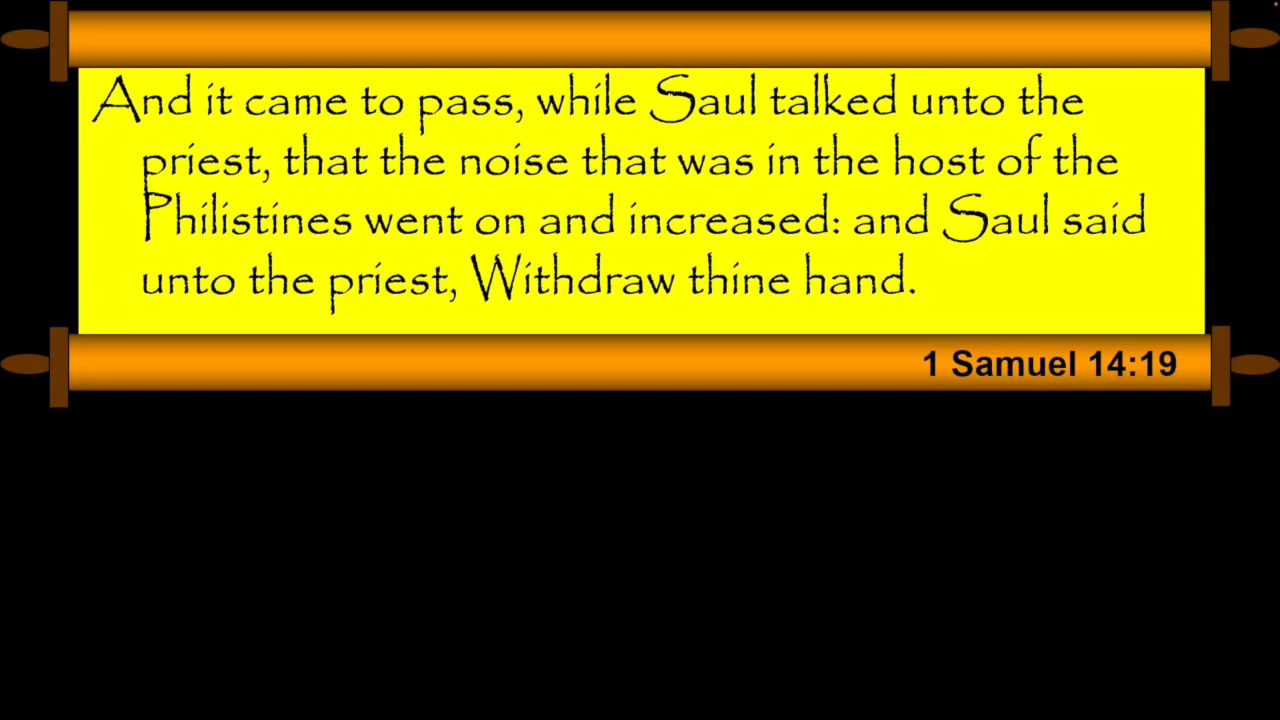 And it came to pass, while Saul talked unto the
priest, that the noise that was in the host of the
Philistines went on and increased: and Saul said
unto the priest, Withdraw thine hand.
1 Samuel 14:19